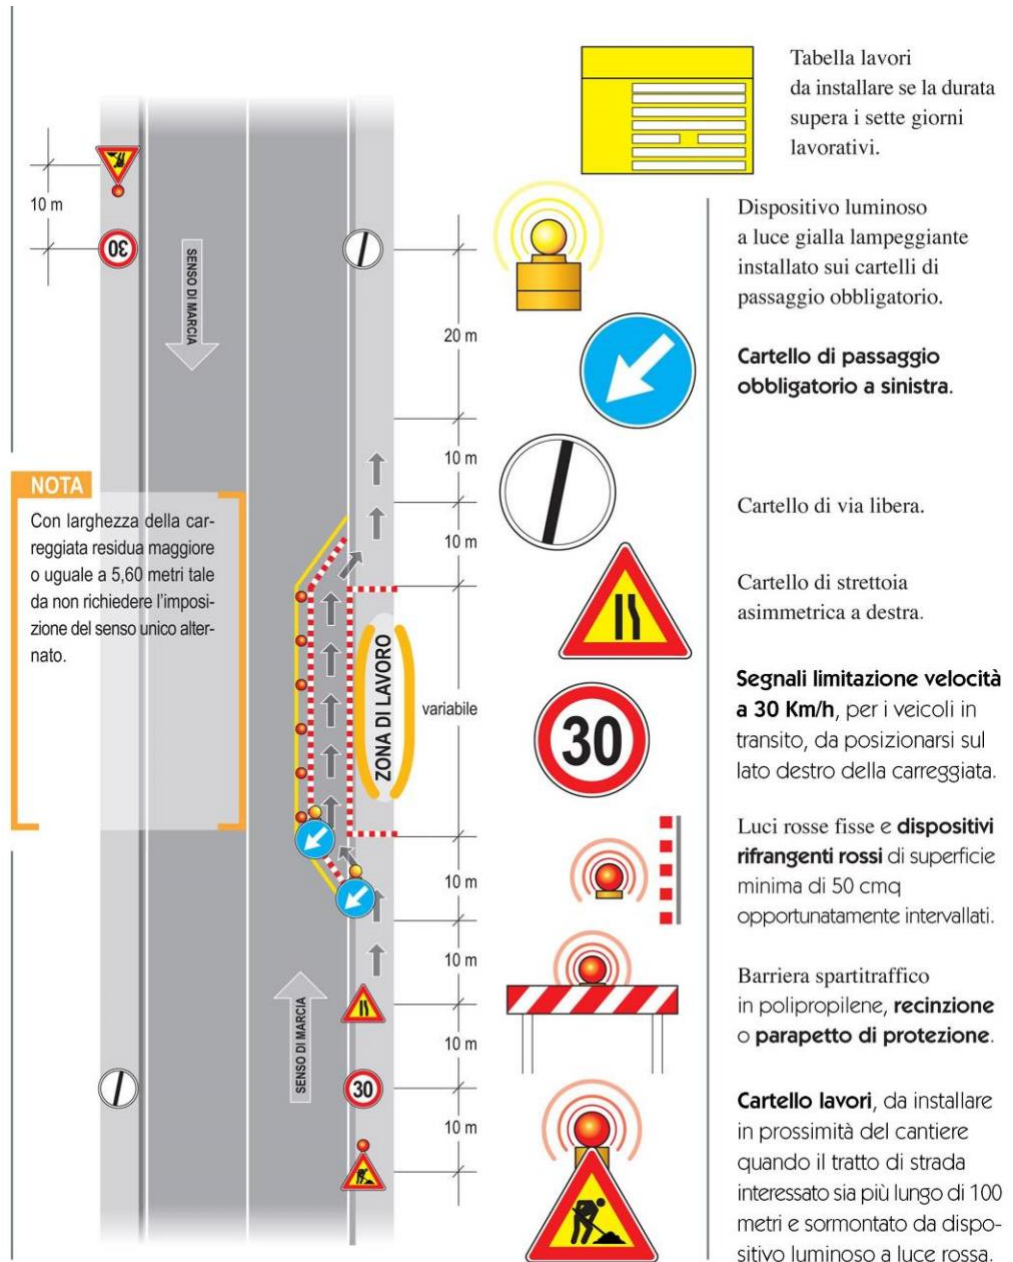 Tabella lavori
da installare se la durata
supera i sette giorni
lavorativi.
10 m
30
SENSO DI MARCIA
20 m
Dispositivo luminoso
a luce gialla lampeggiante
installato sui cartelli di
passaggio obbligatorio.
Cartello di passaggio
obbligatorio a sinistra.
10 m
NOTA
Con larghezza della car-
reggiata residua maggiore
o uguale a 5,60 metri tale
da non richiedere l'imposi-
zione del senso unico alter-
nato.
10 m
Cartello di via libera.
Cartello di strettoia
asimmetrica a destra.
ZONA DI LAVORO
variabile
30
Segnali limitazione velocità
a 30 Km/h, per i veicoli in
transito, da posizionarsi sul
lato destro della carreggiata.
10 m
Luci rosse fisse e dispositivi
rifrangenti rossi di superficie
minima di 50 cmq
opportunatamente intervallati.
10 m
SENSO DI MARCIA
10 m
Barriera spartitraffico
in polipropilene, recinzione
o parapetto di protezione.
30
10 m
Cartello lavori, da installare
in prossimità del cantiere
quando il tratto di strada
interessato sia più lungo di 100
metri e sormontato da dispo-
sitivo luminoso a luce rossa.